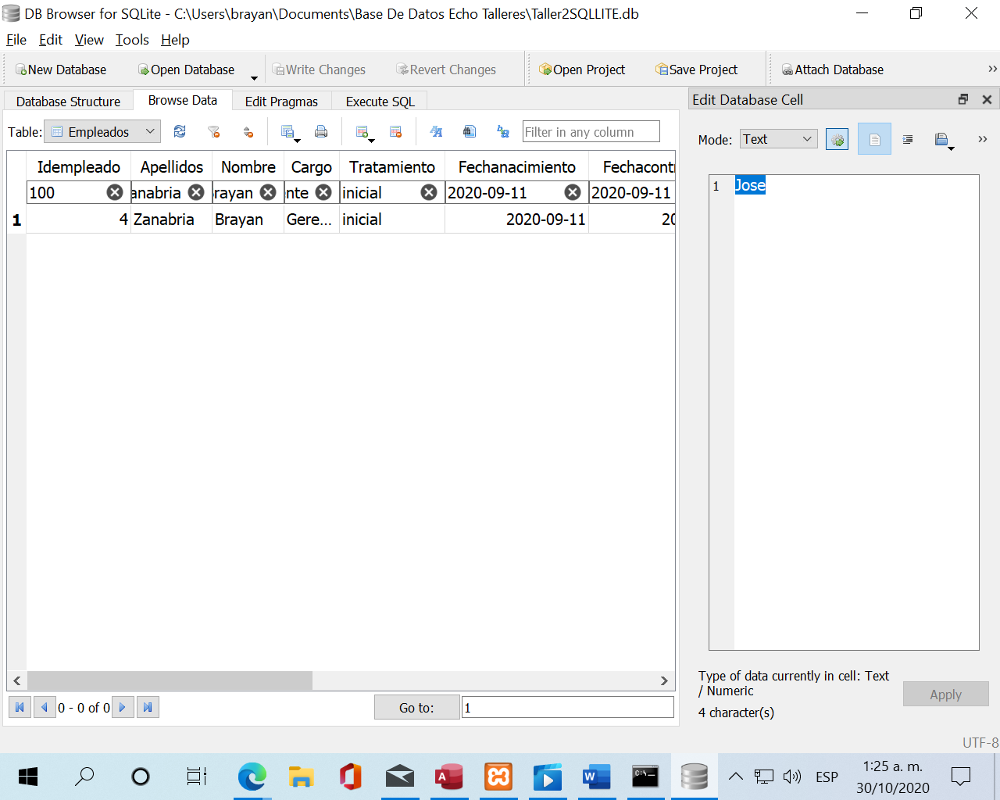 DB Browser for SQLite - C:\Users\brayan\Documents\Base De Datos Echo Talleres\Taller2SQLLITE.db
File Edit View Tools Help
New Database Open Database Write Changes Revert Changes Open Project Save Project Attach Database »
Database Structure Browse Data Edit Pragmas Execute SQL
Edit Database Cell
Table: Empleados Filter in any column
Mode: Text »
Idempleado Apellidos Nombre Cargo Tratamiento Fechanacimiento Fechacontr
100 anabria rayan nte inicial 2020-09-11 2020-09-11
1 4 Zanabria Brayan Gere... inicial 2020-09-11 20
1 Jose
0 - 0 of 0 Go to: 1
Type of data currently in cell: Text
/ Numeric
4 character(s)
Apply
UTF-8
ESP
1:25 a. m.
30/10/2020